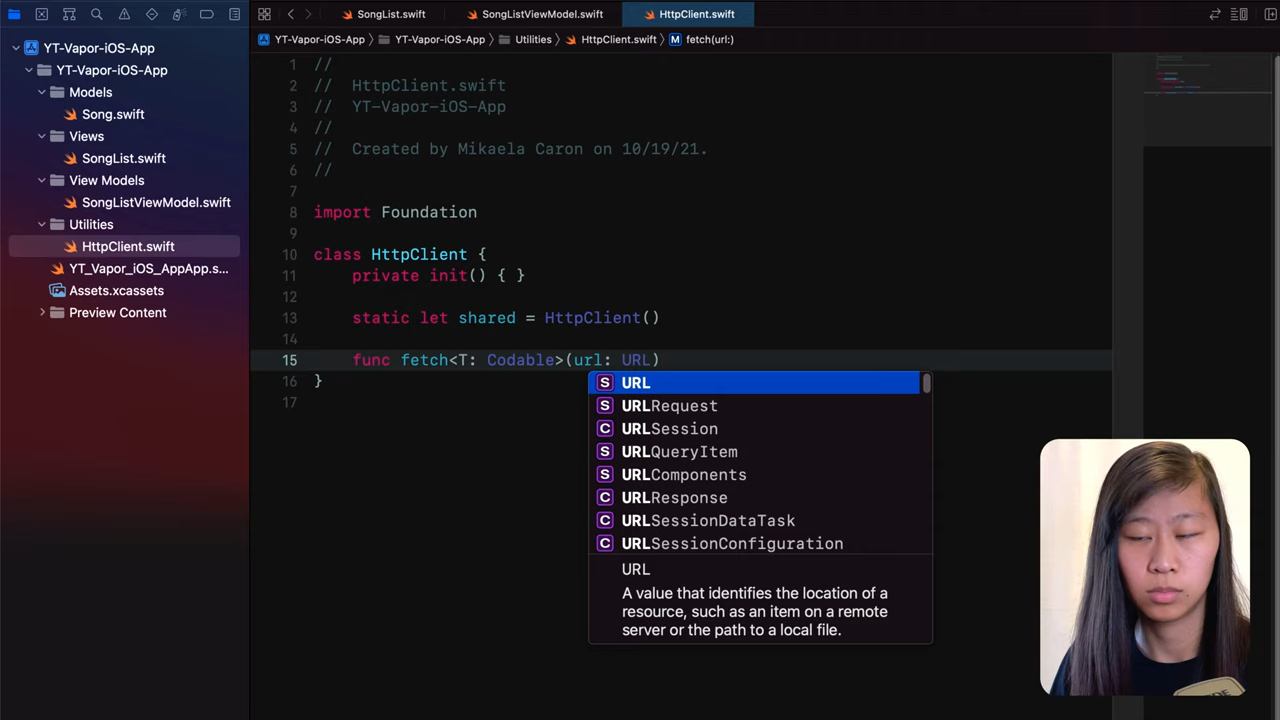 SongList.swift
SongListViewModel.swift
HttpClient.swift
YT-Vapor-iOS-App
YT-Vapor-iOS-App
Models
Song.swift
Views
SongList.swift
View Models
SongListViewModel.swift
Utilities
HttpClient.swift
YT_Vapor_iOS_AppApp.s...
Assets.xcassets
Preview Content
YT-Vapor-iOS-App
YT-Vapor-iOS-App
Utilities
HttpClient.swift
M fetch(url:)
1 //
2 // HttpClient.swift
3 // YT-Vapor-iOS-App
4 //
5 // Created by Mikaela Caron on 10/19/21.
6 //
7
8 import Foundation
9
10 class HttpClient {
11 private init() { }
12
13 static let shared = HttpClient()
14
15 func fetch<T: Codable>(url: URL)
16 }
17
S URL
S URLRequest
C URLSession
S URLQueryItem
S URLComponents
C URLResponse
C URLSessionDataTask
C URLSessionConfiguration
URL
A value that identifies the location of a
resource, such as an item on a remote
server or the path to a local file.